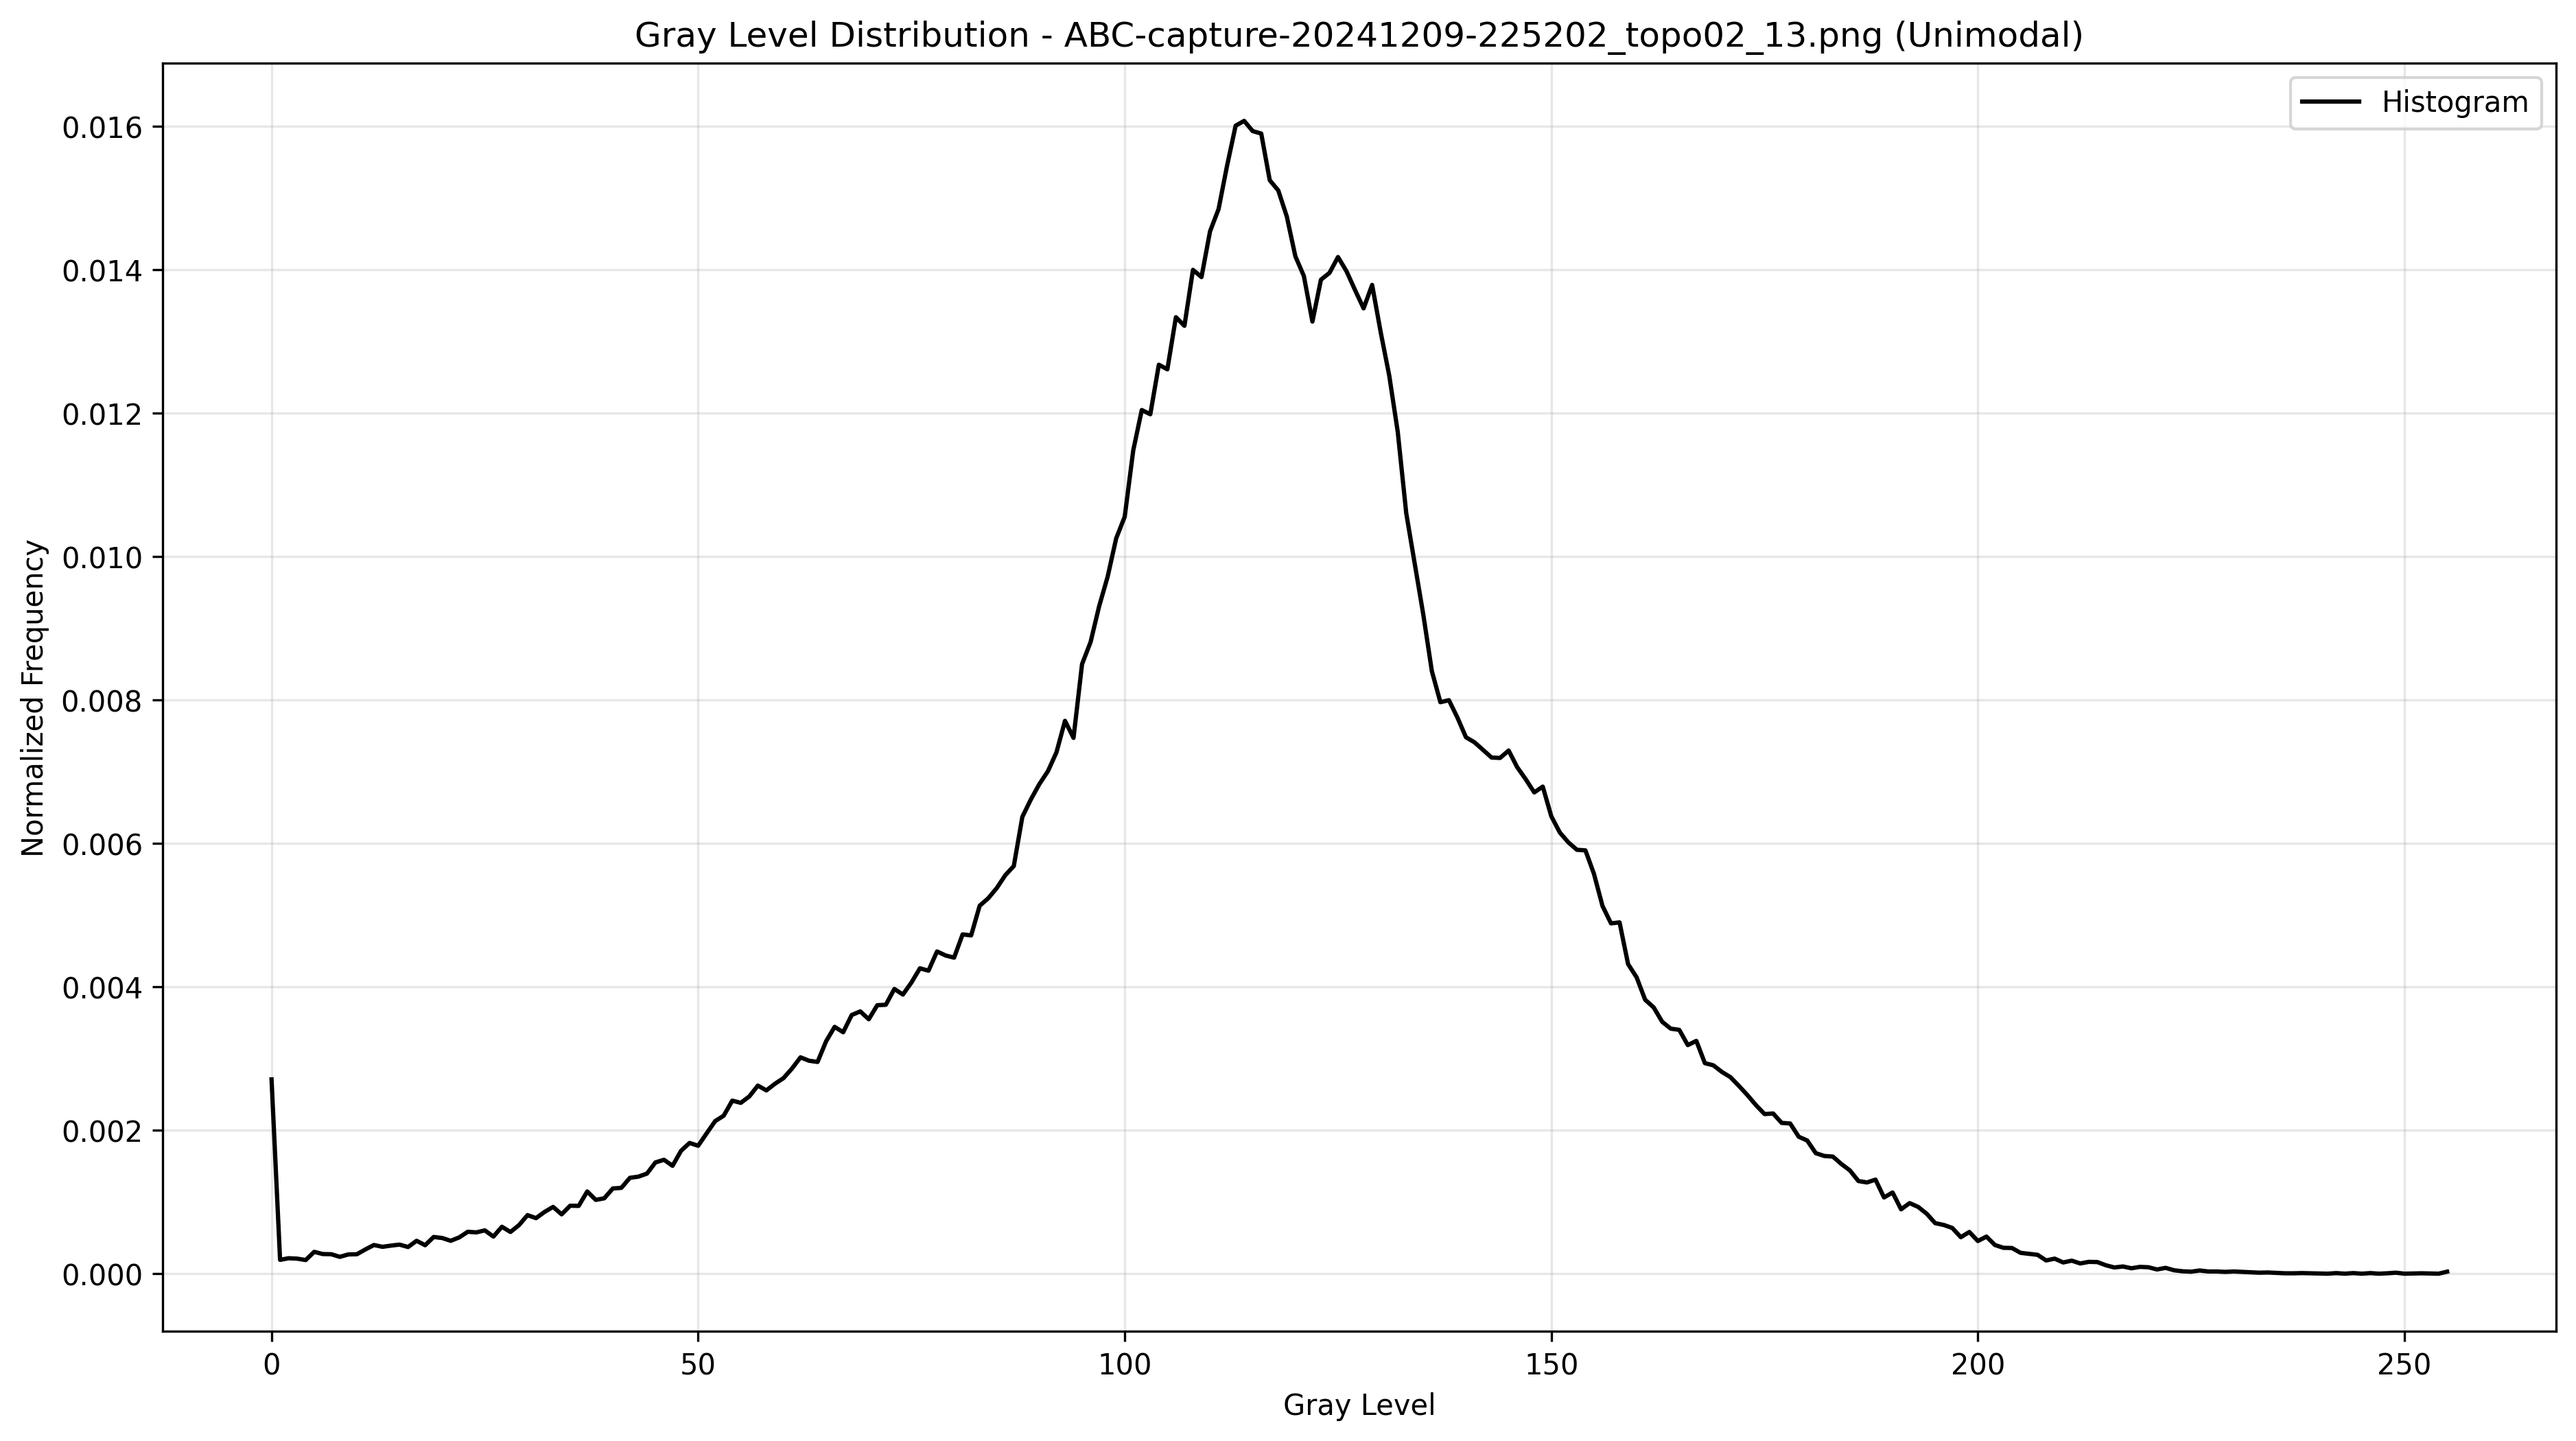 Gray Level Distribution - ABC-capture-20241209-225202_topo02_13.png (Unimodal)
Histogram
Normalized Frequency
0.016
0.014
0.012
0.010
0.008
0.006
0.004
0.002
0.000
0 50 100 150 200 250
Gray Level